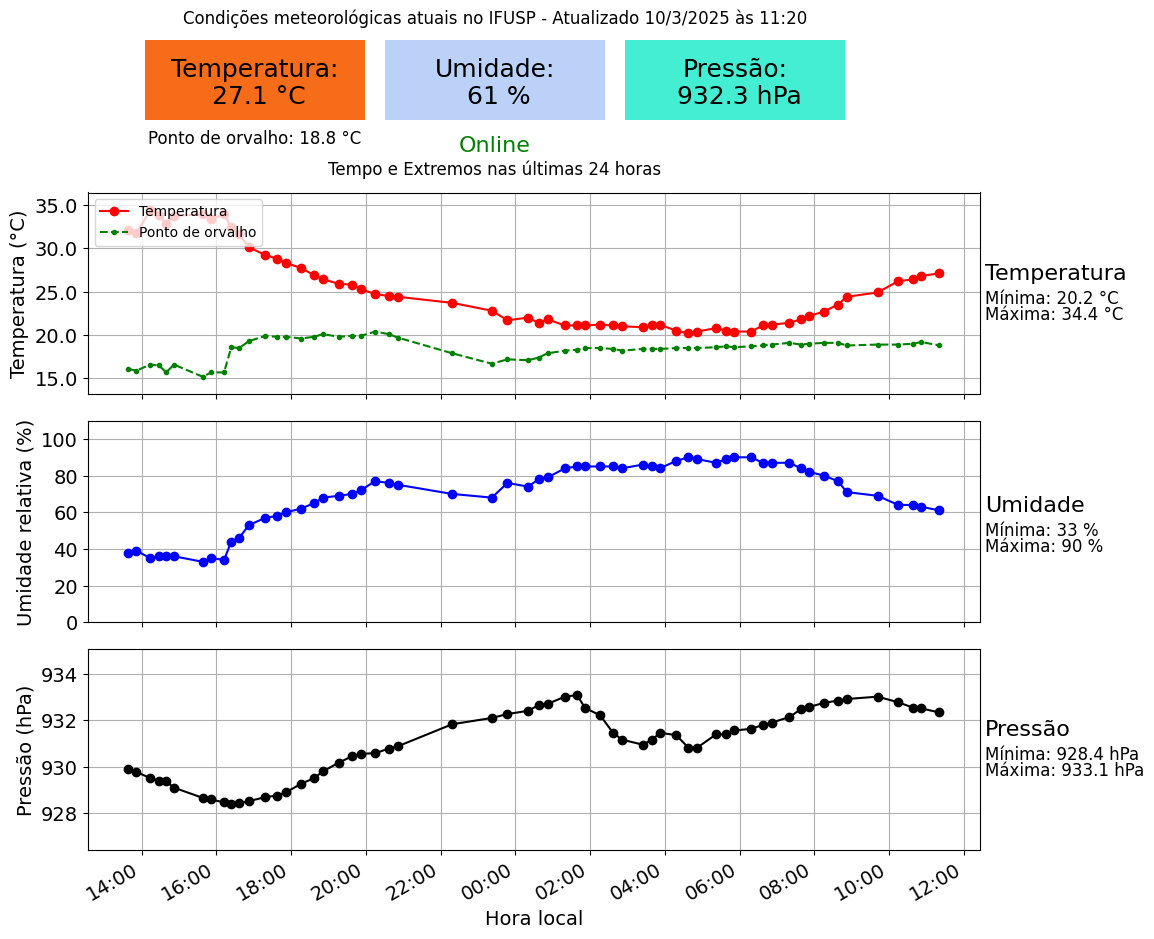 Condições meteorológicas atuais no IFUSP - Atualizado 10/3/2025 às 11:20
Temperatura:
27.1 °C
Umidade:
61 %
Pressão:
932.3 hPa
Ponto de orvalho: 18.8 °C
Online
Tempo e Extremos nas últimas 24 horas
Temperatura (°C)
35.0
30.0
25.0
20.0
15.0
Temperatura
Ponto de orvalho
Temperatura
Mínima: 20.2 °C
Máxima: 34.4 °C
Umidade relativa (%)
100
80
60
40
20
0
Umidade
Mínima: 33 %
Máxima: 90 %
Pressão (hPa)
934
932
930
928
Pressão
Mínima: 928.4 hPa
Máxima: 933.1 hPa
14:00 16:00 18:00 20:00 22:00 00:00 02:00 04:00 06:00 08:00 10:00 12:00
Hora local